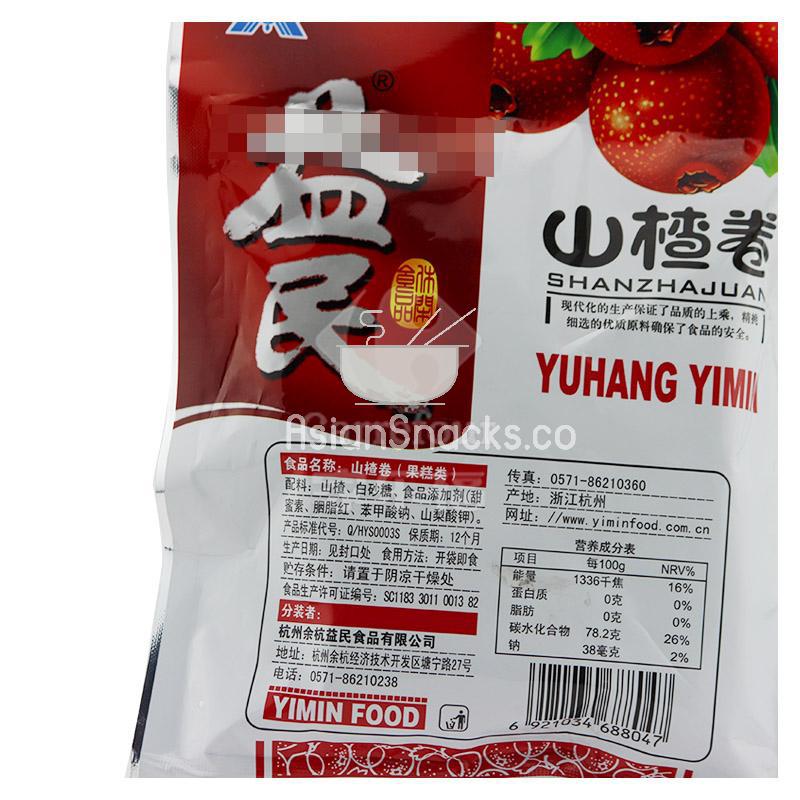 ®
益民
休闲
食品
山楂卷
SHANZHAJUAN
现代化的生产保证了品质的上乘，精挑
细选的优质原料确保了食品的安全。
YUHANG YIMIN
AsianSnacks.co
食品名称：山楂卷（果糕类）
配料：山楂、白砂糖、食品添加剂(甜
蜜素、胭脂红、苯甲酸钠、山梨酸钾)。
产品标准代号：Q/HYS0003S 保质期：12个月
生产日期：见封口处 食用方法：开袋即食
贮存条件：请置于阴凉干燥处
食品生产许可证编号：SC1183 3011 0013 82
分装者：
杭州余杭益民食品有限公司
地址：杭州余杭经济技术开发区塘宁路27号
电话：0571-86210238
YIMIN FOOD
传真：0571-86210360
产地：浙江杭州
网址：//www.yiminfood.com.cn
营养成分表
项目 每100g NRV%
能量 1336千焦 16%
蛋白质 0克 0%
脂肪 0克 0%
碳水化合物 78.2克 26%
钠 38毫克 2%
6 921034 688047